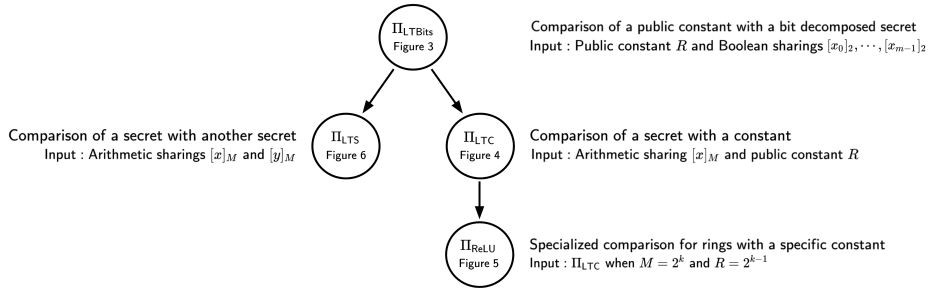 Π_LTBits
Figure 3
Comparison of a public constant with a bit decomposed secret
Input : Public constant R and Boolean sharings [x_0]_2, ⋯, [x_{m−1}]_2
Comparison of a secret with another secret
Input : Arithmetic sharings [x]_M and [y]_M
Π_LTS
Figure 6
Π_LTC
Figure 4
Comparison of a secret with a constant
Input : Arithmetic sharing [x]_M and public constant R
Π_ReLU
Figure 5
Specialized comparison for rings with a specific constant
Input : Π_LTC when M = 2^k and R = 2^{k−1}